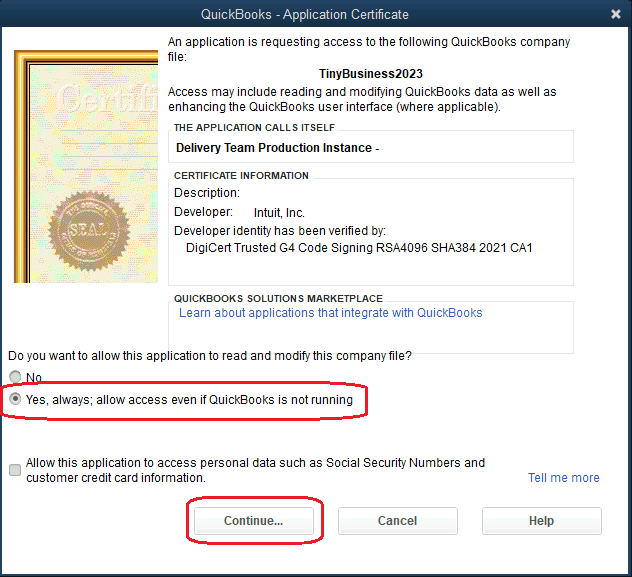 QuickBooks - Application Certificate
An application is requesting access to the following QuickBooks company
file:
TinyBusiness2023
Access may include reading and modifying QuickBooks data as well as
enhancing the QuickBooks user interface (where applicable).
Certifi
SEAL
THE APPLICATION CALLS ITSELF
Delivery Team Production Instance -
CERTIFICATE INFORMATION
Description:
Developer: Intuit, Inc.
Developer identity has been verified by:
DigiCert Trusted G4 Code Signing RSA4096 SHA384 2021 CA1
QUICKBOOKS SOLUTIONS MARKETPLACE
Learn about applications that integrate with QuickBooks
Do you want to allow this application to read and modify this company file?
No
Yes, always; allow access even if QuickBooks is not running
Allow this application to access personal data such as Social Security Numbers and
customer credit card information.
Tell me more
Continue...
Cancel
Help